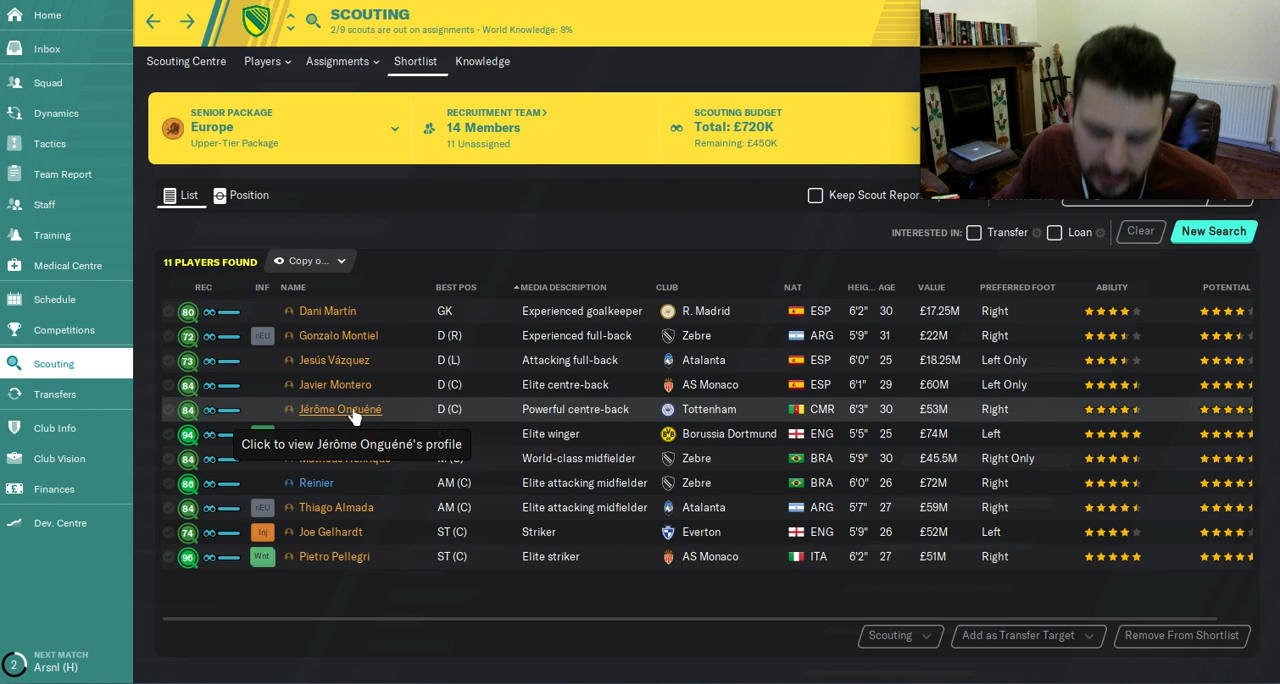 Home
Inbox
Squad
Dynamics
Tactics
Team Report
Staff
Training
Medical Centre
Schedule
Competitions
Scouting
Transfers
Club Info
Club Vision
Finances
Dev. Centre
2
NEXT MATCH
Arsnl (H)
SCOUTING
2/9 scouts are out on assignments - World Knowledge: 8%
Scouting Centre Players Assignments Shortlist Knowledge
SENIOR PACKAGE
Europe
Upper-Tier Package
RECRUITMENT TEAM >
14 Members
11 Unassigned
SCOUTING BUDGET
Total: £720K
Remaining: £450K
List Position
Keep Scout Repor
INTERESTED IN: Transfer Loan Clear New Search
11 PLAYERS FOUND Copy o...
REC INF NAME BEST POS MEDIA DESCRIPTION CLUB NAT HEIG... AGE VALUE PREFERRED FOOT ABILITY POTENTIAL
80 Dani Martín GK Experienced goalkeeper R. Madrid ESP 6'2" 30 £17.25M Right
72 nEU Gonzalo Montiel D (R) Experienced full-back Zebre ARG 5'9" 31 £22M Right
73 Jesús Vázquez D (L) Attacking full-back Atalanta ESP 6'0" 25 £18.25M Left Only
84 Javier Montero D (C) Elite centre-back AS Monaco ESP 6'1" 29 £60M Left Only
84 Jérôme Onguéné D (C) Powerful centre-back Tottenham CMR 6'3" 30 £53M Right
94 Elite winger Borussia Dortmund ENG 5'5" 25 £74M Left
Click to view Jérôme Onguéné's profile
84 World-class midfielder Zebre BRA 5'9" 30 £45.5M Right Only
86 Reinier AM (C) Elite attacking midfielder Zebre BRA 6'0" 26 £72M Right
84 nEU Thiago Almada AM (C) Elite attacking midfielder Atalanta ARG 5'7" 27 £59M Right
74 Inj Joe Gelhardt ST (C) Striker Everton ENG 5'9" 26 £52M Left
96 Wnt Pietro Pellegri ST (C) Elite striker AS Monaco ITA 6'2" 27 £51M Right
Scouting Add as Transfer Target Remove From Shortlist